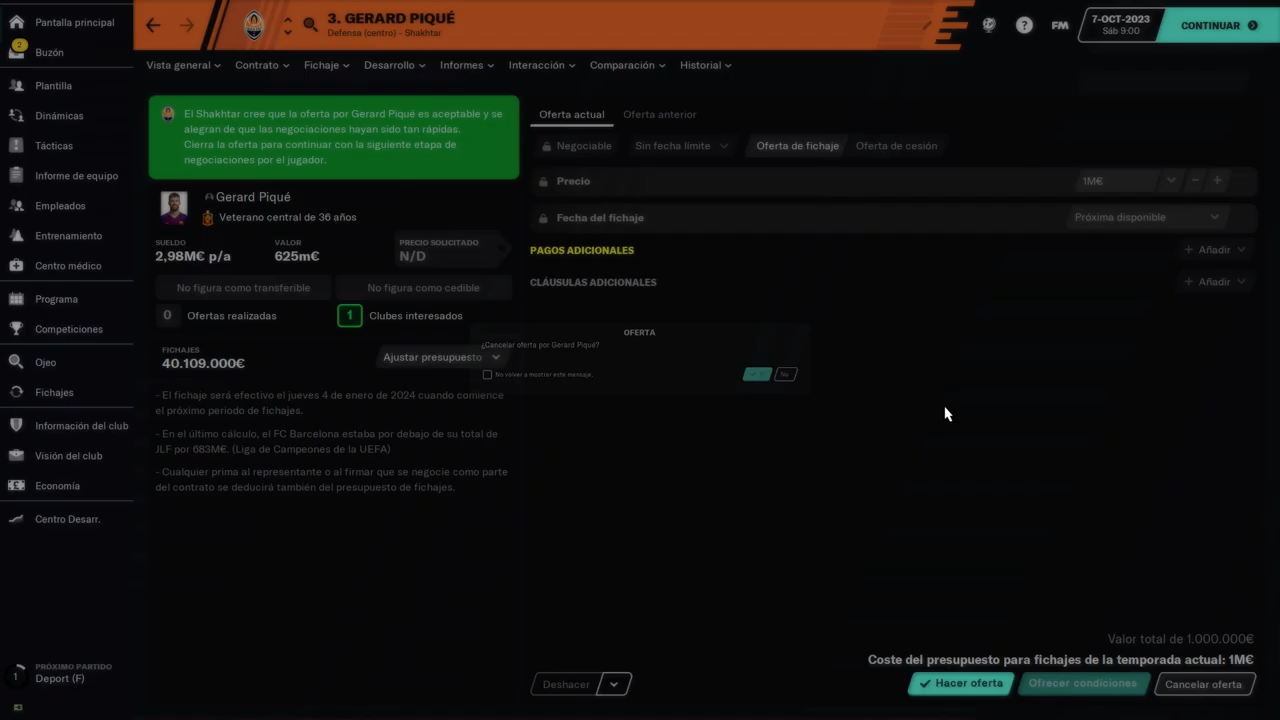 Pantalla principal
2
Buzón
Plantilla
Dinámicas
Tácticas
Informe de equipo
Empleados
Entrenamiento
Centro médico
Programa
Competiciones
Ojeo
Fichajes
Información del club
Visión del club
Economía
Centro Desarr.
1
PRÓXIMO PARTIDO
Deport (F)
3. GERARD PIQUÉ
Defensa (centro) - Shakhtar
?
FM
7-OCT-2023
Sáb 9:00
CONTINUAR
Vista general
Contrato
Fichaje
Desarrollo
Informes
Interacción
Comparación
Historial
El Shakhtar cree que la oferta por Gerard Piqué es aceptable y se
alegran de que las negociaciones hayan sido tan rápidas.
Cierra la oferta para continuar con la siguiente etapa de
negociaciones por el jugador.
Gerard Piqué
Veterano central de 36 años
SUELDO
2,98M€ p/a
VALOR
625m€
PRECIO SOLICITADO
N/D
No figura como transferible
No figura como cedible
0 Ofertas realizadas
1 Clubes interesados
FICHAJES
40.109.000€
Ajustar presupuesto
- El fichaje será efectivo el jueves 4 de enero de 2024 cuando comience
el próximo periodo de fichajes.
- En el último cálculo, el FC Barcelona estaba por debajo de su total de
JLF por 683M€. (Liga de Campeones de la UEFA)
- Cualquier prima al representante o al firmar que se negocie como parte
del contrato se deducirá también del presupuesto de fichajes.
Oferta actual
Oferta anterior
Negociable
Sin fecha límite
Oferta de fichaje
Oferta de cesión
Precio
1M€
- +
Fecha del fichaje
Próxima disponible
PAGOS ADICIONALES
+ Añadir
CLÁUSULAS ADICIONALES
+ Añadir
OFERTA
¿Cancelar oferta por Gerard Piqué?
No volver a mostrar este mensaje.
No
Valor total de 1.000.000€
Coste del presupuesto para fichajes de la temporada actual: 1M€
Deshacer
Hacer oferta
Ofrecer condiciones
Cancelar oferta